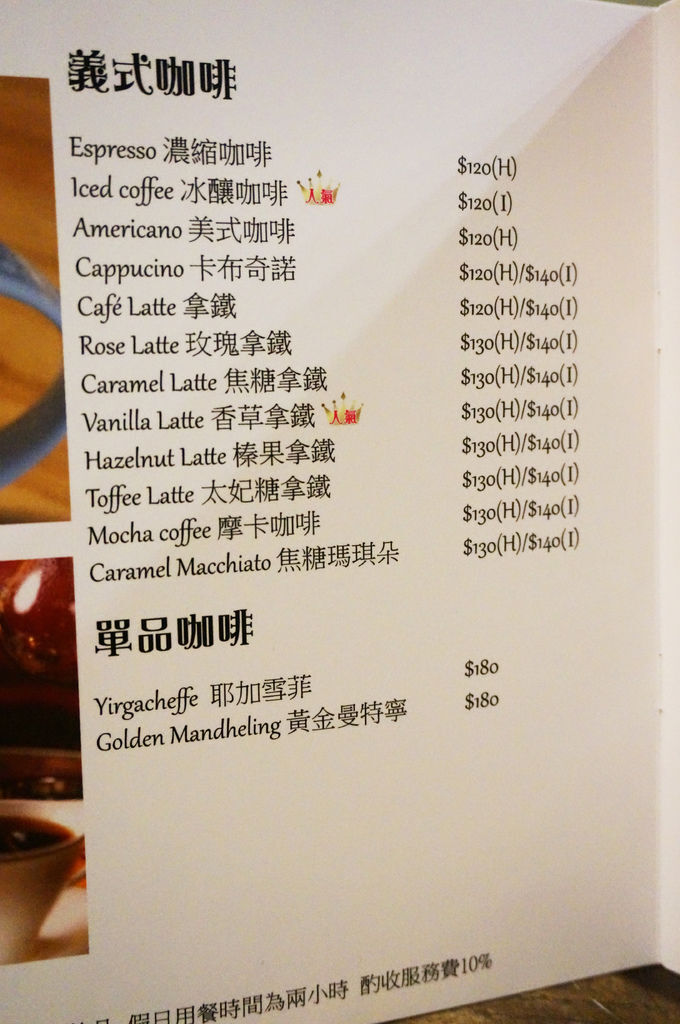 義式咖啡
Espresso 濃縮咖啡 $120(H)
Iced coffee 冰釀咖啡 人氣 $120(I)
Americano 美式咖啡 $120(H)
Cappucino 卡布奇諾 $120(H)/$140(I)
Café Latte 拿鐵 $120(H)/$140(I)
Rose Latte 玫瑰拿鐵 $130(H)/$140(I)
Caramel Latte 焦糖拿鐵 $130(H)/$140(I)
Vanilla Latte 香草拿鐵 人氣 $130(H)/$140(I)
Hazelnut Latte 榛果拿鐵 $130(H)/$140(I)
Toffee Latte 太妃糖拿鐵 $130(H)/$140(I)
Mocha coffee 摩卡咖啡 $130(H)/$140(I)
Caramel Macchiato 焦糖瑪琪朵 $130(H)/$140(I)
單品咖啡
Yirgacheffe 耶加雪菲 $180
Golden Mandheling 黃金曼特寧 $180
假日用餐時間為兩小時 酌收服務費10%